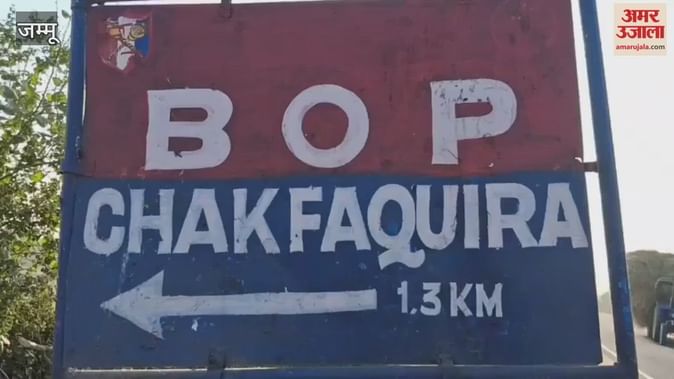 जम्मू
अमर उजाला
amarujala.com
BOP
CHAKFAQUIRA
1.3 KM